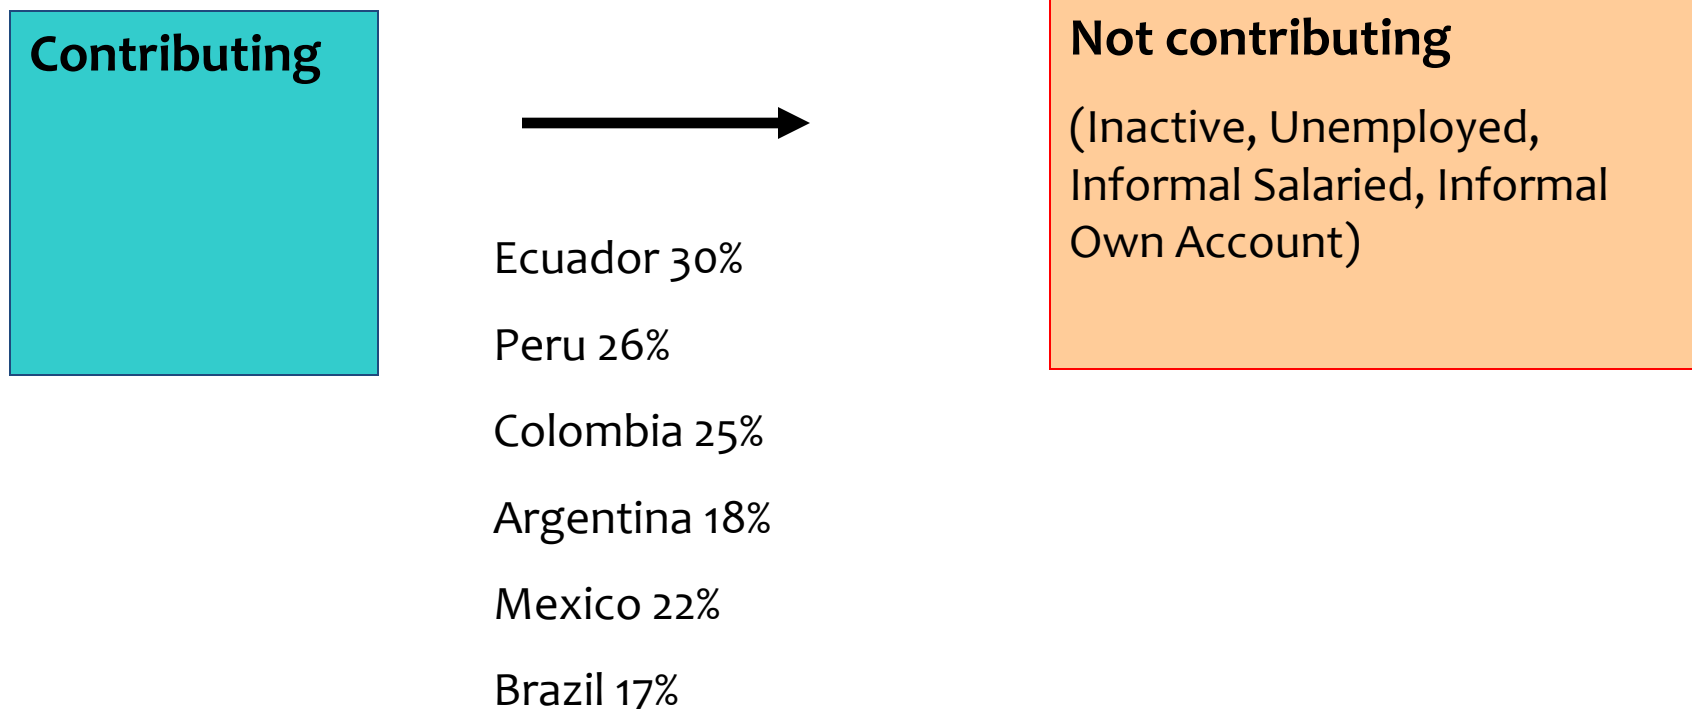 Contributing
Ecuador 30%
Peru 26%
Colombia 25%
Argentina 18%
Mexico 22%
Brazil 17%
Not contributing
(Inactive, Unemployed,
Informal Salaried, Informal
Own Account)